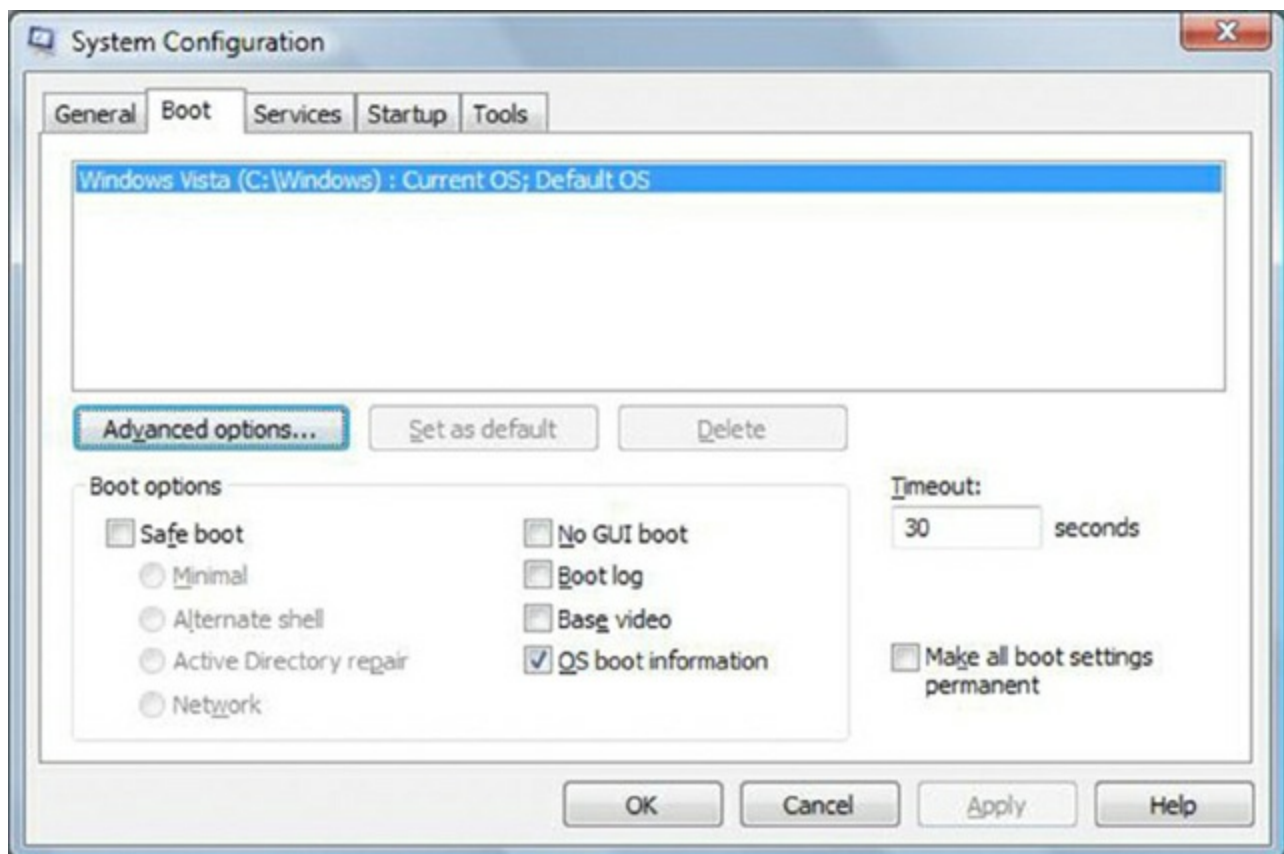 System Configuration
General Boot Services Startup Tools
Windows Vista (C:\Windows) : Current OS; Default OS
Advanced options... Set as default Delete
Boot options
Timeout:
Safe boot
No GUI boot
30 seconds
Minimal
Boot log
Alternate shell
Base video
Active Directory repair
OS boot information
Make all boot settings
permanent
Network
OK Cancel Apply Help